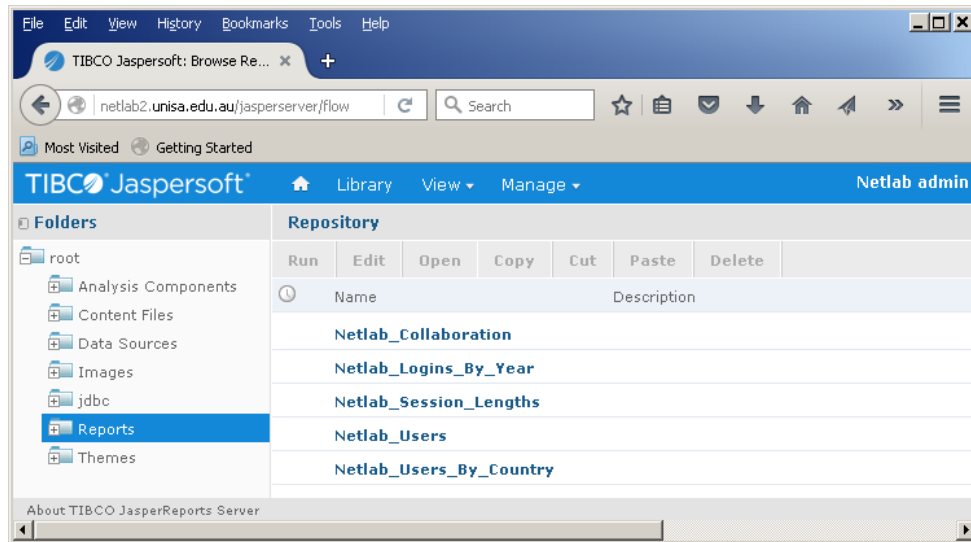 File Edit View History Bookmarks Tools Help
TIBCO Jaspersoft: Browse Re...
netlab2.unisa.edu.au/jasperserver/flow Search
Most Visited Getting Started
TIBCO Jaspersoft Library View Manage Netlab admin
Folders Repository
root
Run Edit Open Copy Cut Paste Delete
Analysis Components
Name Description
Content Files
Netlab_Collaboration
Data Sources
Netlab_Logins_By_Year
Images
jdbc
Netlab_Session_Lengths
Reports
Netlab_Users
Themes
Netlab_Users_By_Country
About TIBCO JasperReports Server